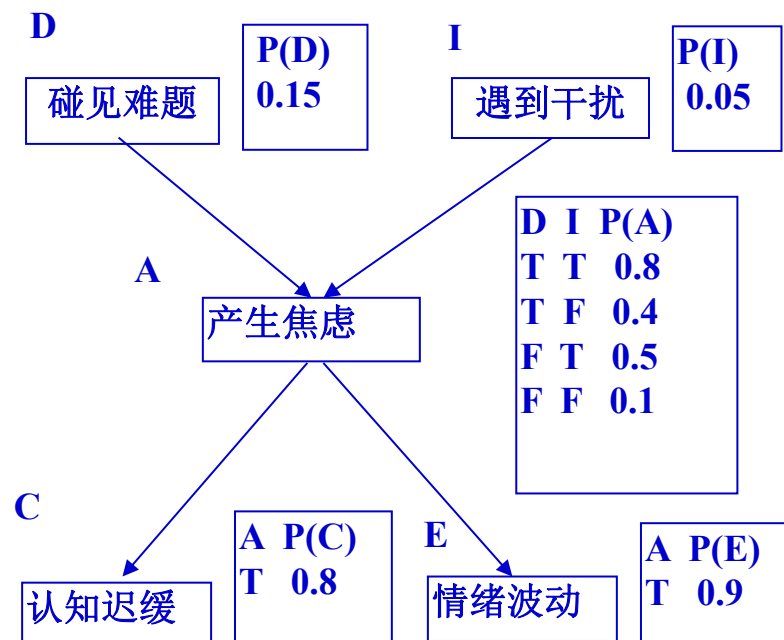 D
P(D)
0.15
碰见难题
I
P(I)
0.05
遇到干扰
D I P(A)
T T 0.8
T F 0.4
F T 0.5
F F 0.1
A
产生焦虑
C
A P(C)
T 0.8
认知迟缓
E
A P(E)
T 0.9
情绪波动